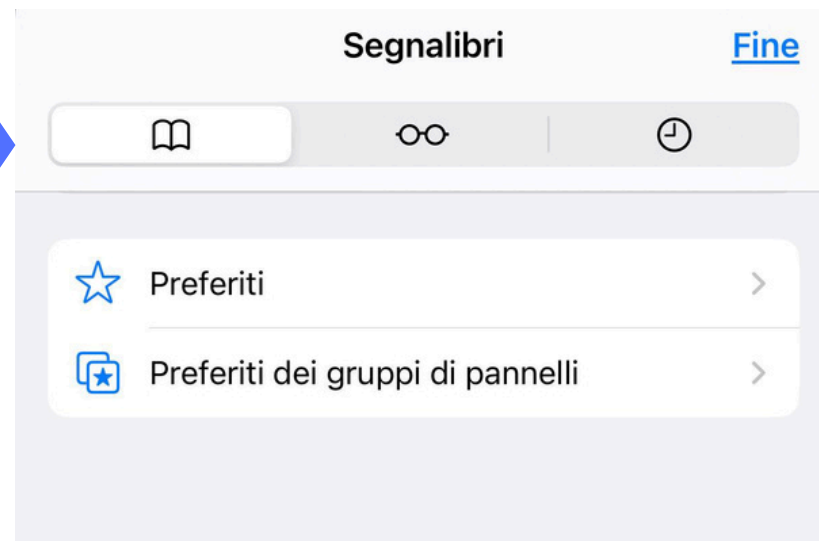 Segnalibri
Fine
Preferiti
Preferiti dei gruppi di pannelli